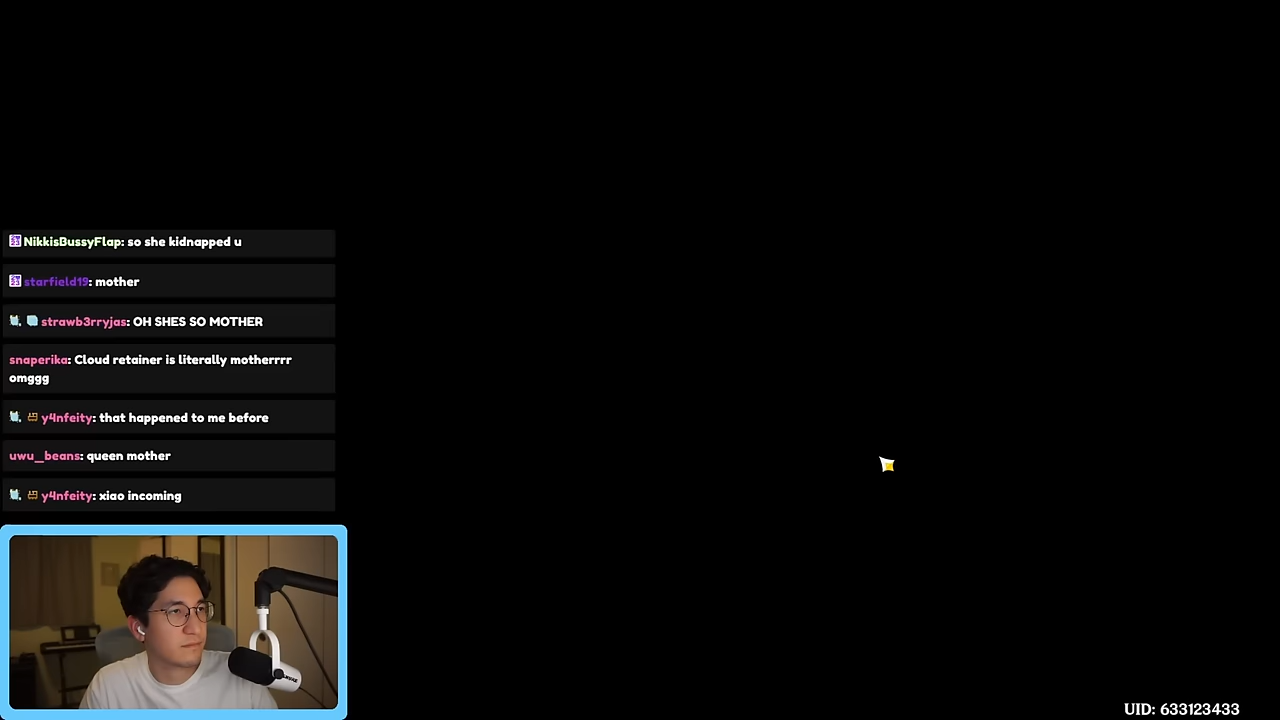 NikkisBussyFlap: so she kidnapped u
starfield19: mother
strawb3rryjas: OH SHES SO MOTHER
snaperika: Cloud retainer is literally motherrrr
omggg
y4nfeity: that happened to me before
uwu_beans: queen mother
y4nfeity: xiao incoming
UID: 633123433